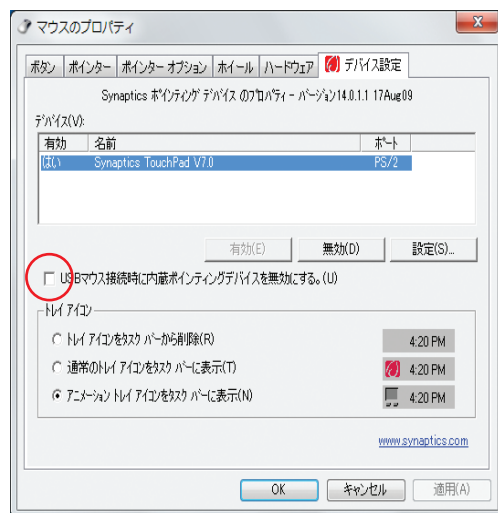 マウスのプロパティ
ボタン ポインター ポインター オプション ホイール ハードウェア デバイス設定
Synaptics ポインティング デバイス のプロパティ - バージョン14.0.1.1 17Aug09
デバイス(V):
有効 名前 ポート
はい Synaptics TouchPad V7.0 PS/2
有効(E) 無効(D) 設定(S)...
USBマウス接続時に内蔵ポインティングデバイスを無効にする。(U)
トレイ アイコン
トレイ アイコンをタスク バーから削除(R) 4:20 PM
通常のトレイ アイコンをタスク バーに表示(T) 4:20 PM
アニメーション トレイ アイコンをタスク バーに表示(N) 4:20 PM
www.synaptics.com
OK キャンセル 適用(A)